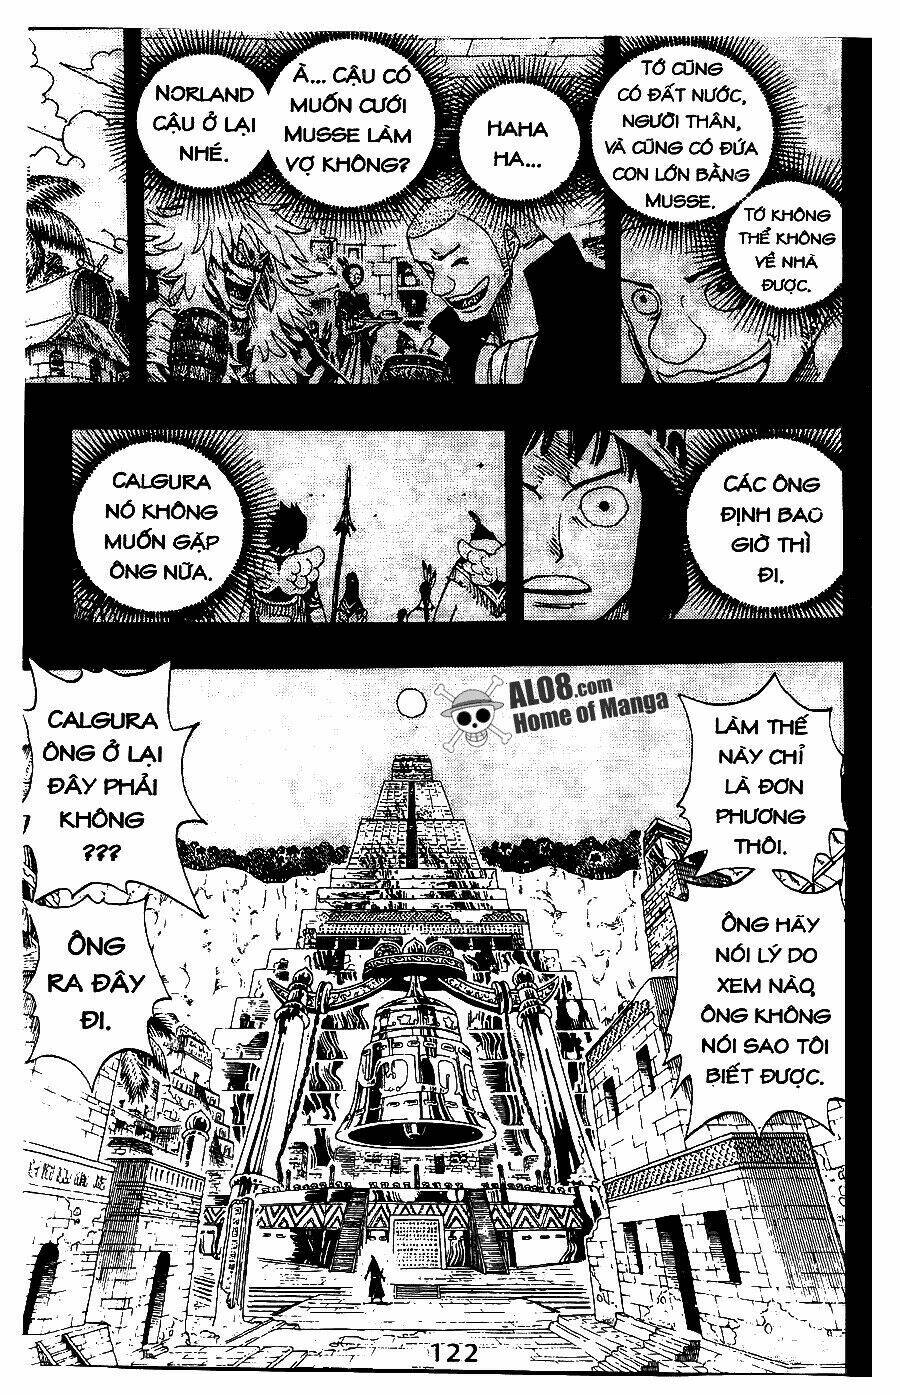 TỚ CŨNG
CÓ ĐẤT NƯỚC,
NGƯỜI THÂN,
VÀ CŨNG CÓ ĐỨA
CON LỚN BẰNG
MUSSE.
TỚ KHÔNG
THỂ KHÔNG
VỀ NHÀ
ĐƯỢC.
HAHA
HA...
À... CẬU CÓ
MUỐN CƯỚI
MUSSE LÀM
VỢ KHÔNG?
NORLAND
CẬU Ở LẠI
NHÉ.
CÁC ÔNG
ĐỊNH BAO
GIỜ THÌ
ĐI.
CALGURA
NÓ KHÔNG
MUỐN GẶP
ÔNG NỮA.
ALO8.com
Home of Manga
LÀM THẾ
NÀY CHỈ
LÀ ĐƠN
PHƯƠNG
THÔI.
ÔNG HÃY
NÓI LÝ DO
XEM NÀO,
ÔNG KHÔNG
NÓI SAO TÔI
BIẾT ĐƯỢC.
CALGURA
ÔNG Ở LẠI
ĐÂY PHẢI
KHÔNG
???
ÔNG
RA ĐÂY
ĐI.
122